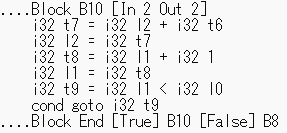 ....Block B10 [In 2 Out 2]
i32 t7 = i32 l2 + i32 t6
i32 l2 = i32 t7
i32 t8 = i32 l1 + i32 1
i32 l1 = i32 t8
i32 t9 = i32 l1 < i32 l0
cond goto i32 t9
....Block End [True] B10 [False] B8